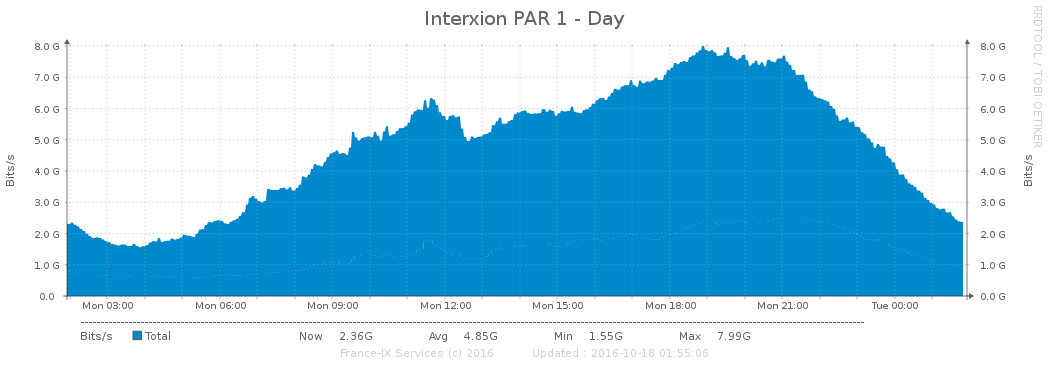 Interxion PAR 1 - Day
RRDTOOL / TOBI OETIKER
Bits/s
8.0 G 8.0 G
7.0 G 7.0 G
6.0 G 6.0 G
5.0 G 5.0 G
4.0 G 4.0 G
3.0 G 3.0 G
2.0 G 2.0 G
1.0 G 1.0 G
0.0 0.0 G
Bits/s
Mon 03:00 Mon 06:00 Mon 09:00 Mon 12:00 Mon 15:00 Mon 18:00 Mon 21:00 Tue 00:00
Bits/s Total Now 2.36G Avg 4.85G Min 1.55G Max 7.99G
France-IX Services (c) 2016 Updated : 2016-10-18 01:55:06